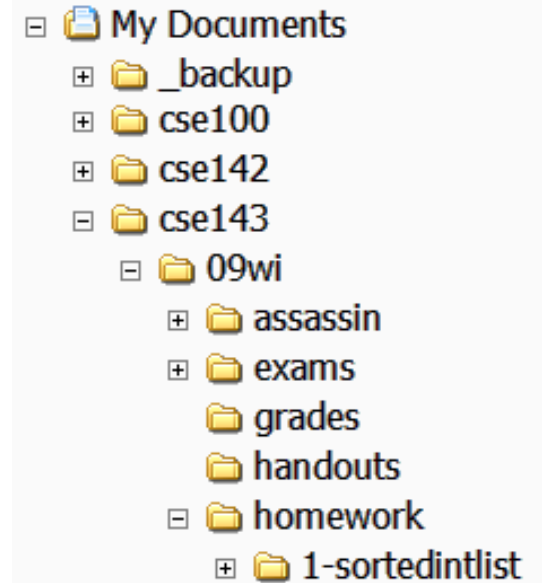 My Documents
_backup
cse100
cse142
cse143
09wi
assassin
exams
grades
handouts
homework
1-sortedintlist